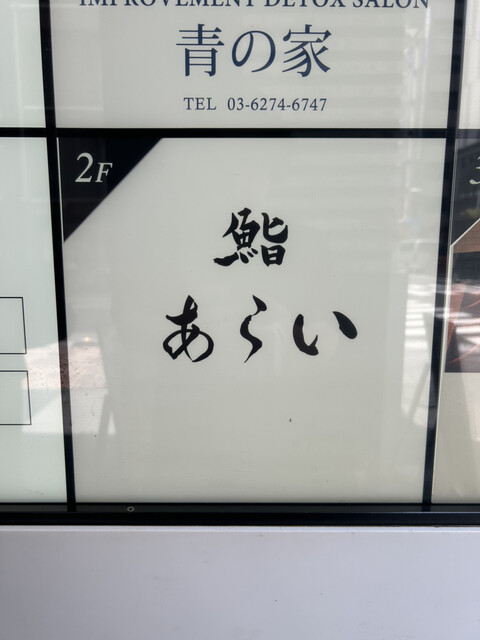 IMPROVEMENT DETOX SALON
青の家
TEL 03-6274-6747
2F
鮨
あらい